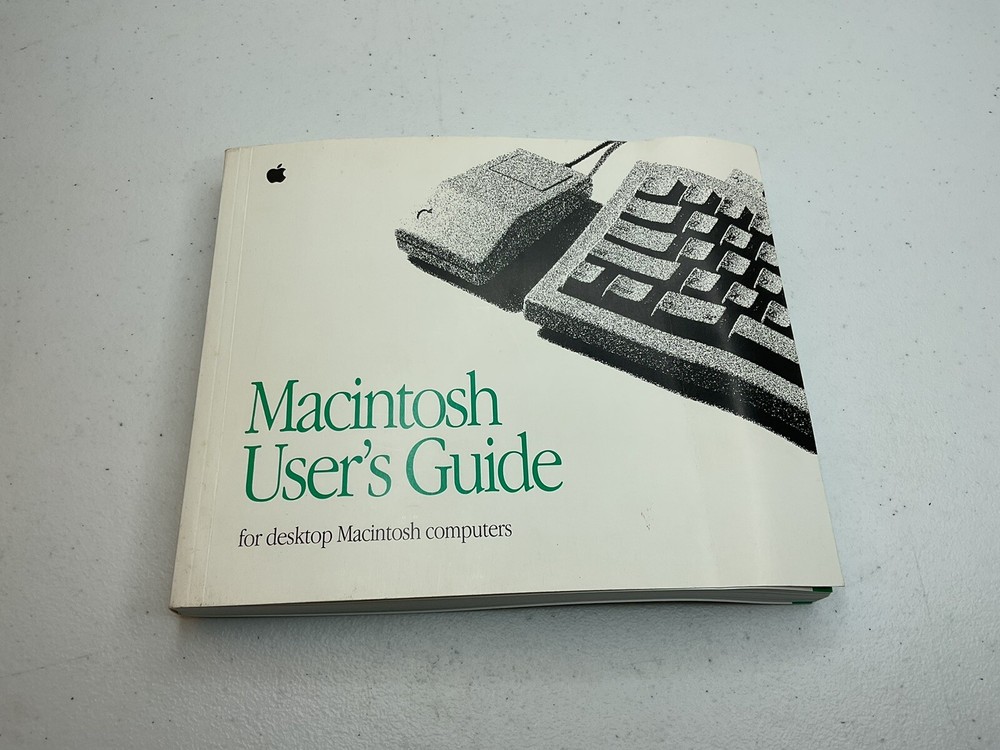 Macintosh
User's Guide
for desktop Macintosh computers